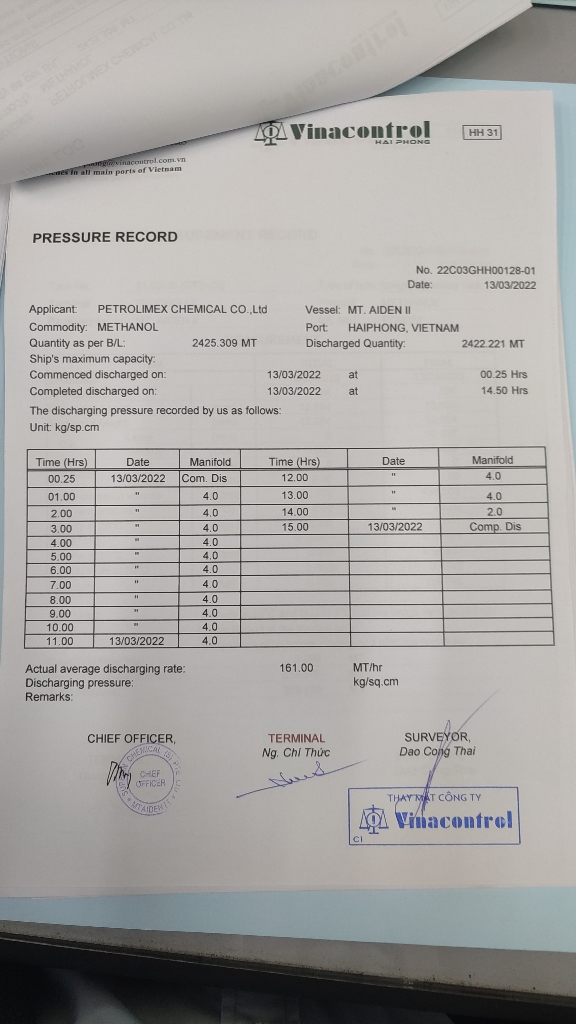 Vinacontrol
HAI PHONG
HH 31
vinacontrol.com.vn
in all main ports of Vietnam
PRESSURE RECORD
No. 22C03GHH00128-01
Date: 13/03/2022
Applicant: PETROLIMEX CHEMICAL CO.,Ltd Vessel: MT. AIDEN II
Commodity: METHANOL Port: HAIPHONG, VIETNAM
Quantity as per B/L: 2425.309 MT Discharged Quantity: 2422.221 MT
Ship's maximum capacity:
Commenced discharged on: 13/03/2022 at 00.25 Hrs
Completed discharged on: 13/03/2022 at 14.50 Hrs
The discharging pressure recorded by us as follows:
Unit: kg/sp.cm
Time (Hrs) Date Manifold Time (Hrs) Date Manifold
00.25 13/03/2022 Com. Dis 12.00 " 4.0
01.00 " 4.0 13.00 " 4.0
2.00 " 4.0 14.00 " 2.0
3.00 " 4.0 15.00 13/03/2022 Comp. Dis
4.00 " 4.0
5.00 " 4.0
6.00 " 4.0
7.00 " 4.0
8.00 " 4.0
9.00 " 4.0
10.00 " 4.0
11.00 13/03/2022 4.0
Actual average discharging rate: 161.00 MT/hr
Discharging pressure: kg/sq.cm
Remarks:
CHIEF OFFICER, TERMINAL SURVEYOR,
Ng. Chí Thức Dao Cong Thai
CHIEF
OFFICER
MT AIDEN II
THAY MẶT CÔNG TY
Vinacontrol
CI